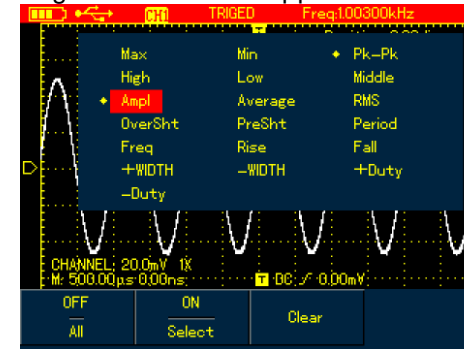 CH1 TRIGED Freq:1.00300kHz
Max Min Pk-Pk
High Low Middle
Ampl Average RMS
OverSht PreSht Period
Freq Rise Fall
+WIDTH -WIDTH +Duty
-Duty
CHANNEL: 20.0mV 1X
M: 500.00µs 0.00ns T DC: 0.00mV
OFF ON Clear
All Select